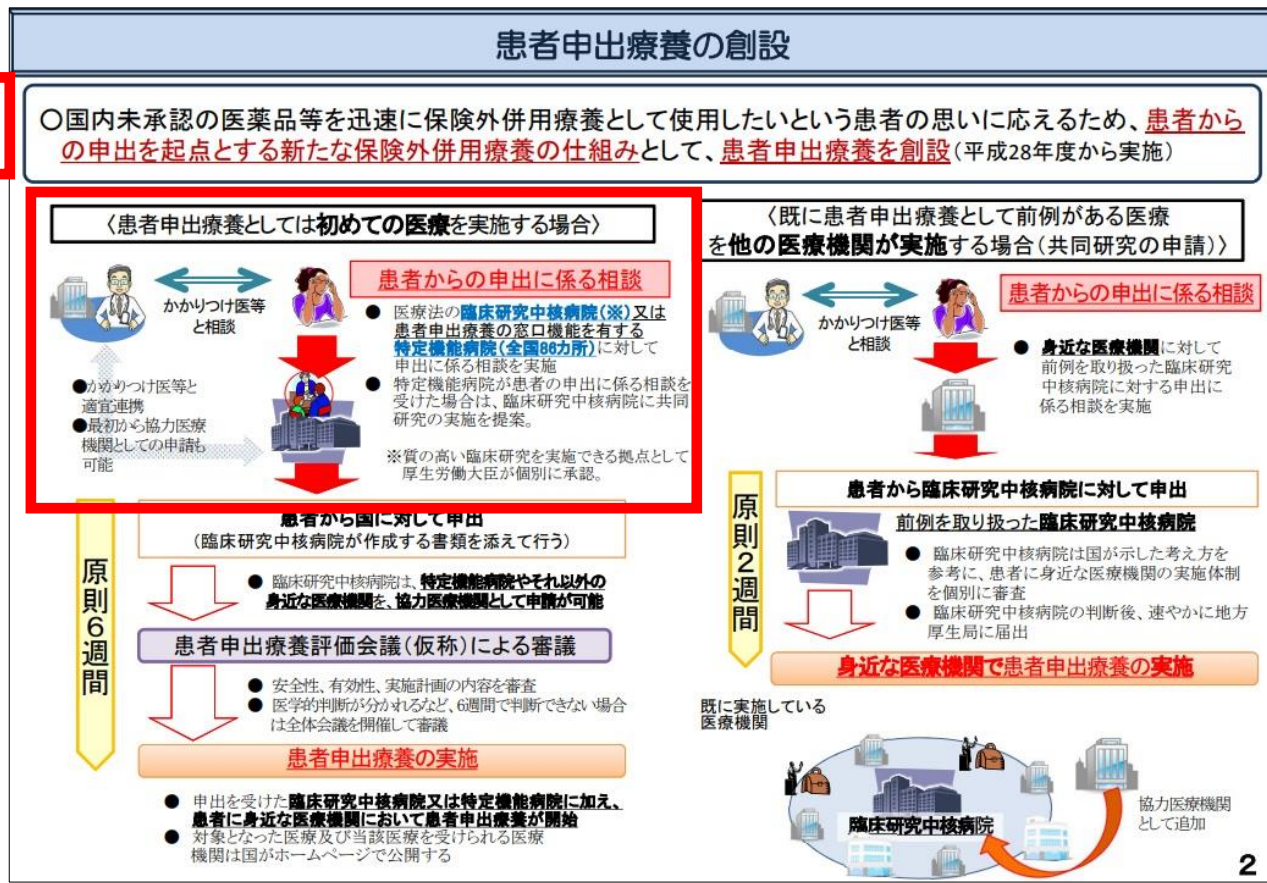 患者申出療養の創設
○国内未承認の医薬品等を迅速に保険外併用療養として使用したいという患者の思いに応えるため、患者から
の申出を起点とする新たな保険外併用療養の仕組みとして、患者申出療養を創設(平成28年度から実施)
〈患者申出療養としては初めての医療を実施する場合〉
かかりつけ医等
と相談
患者からの申出に係る相談
● 医療法の臨床研究中核病院(※)又は
患者申出療養の窓口機能を有する
特定機能病院(全国86カ所)に対して
申出に係る相談を実施
● 特定機能病院が患者の申出に係る相談を
受けた場合は、臨床研究中核病院に共同
研究の実施を提案。
※質の高い臨床研究を実施できる拠点として
厚生労働大臣が個別に承認。
●かかりつけ医等と
適宜連携
●最初から協力医療
機関としての申請も
可能
原則6週間
患者から国に対して申出
(臨床研究中核病院が作成する書類を添えて行う)
● 臨床研究中核病院は、特定機能病院やそれ以外の
身近な医療機関を、協力医療機関として申請が可能
患者申出療養評価会議(仮称)による審議
● 安全性、有効性、実施計画の内容を審査
● 医学的判断が分かれるなど、6週間で判断できない場合
は全体会議を開催して審議
患者申出療養の実施
● 申出を受けた臨床研究中核病院又は特定機能病院に加え、
患者に身近な医療機関において患者申出療養が開始
● 対象となった医療及び当該医療を受けられる医療
機関は国がホームページで公開する
〈既に患者申出療養として前例がある医療
を他の医療機関が実施する場合(共同研究の申請)〉
かかりつけ医等
と相談
患者からの申出に係る相談
● 身近な医療機関に対して
前例を取り扱った臨床研究
中核病院に対する申出に
係る相談を実施
原則2週間
患者から臨床研究中核病院に対して申出
前例を取り扱った臨床研究中核病院
● 臨床研究中核病院は国が示した考え方を
参考に、患者に身近な医療機関の実施体制
を個別に審査
● 臨床研究中核病院の判断後、速やかに地方
厚生局に届出
身近な医療機関で患者申出療養の実施
既に実施している
医療機関
臨床研究中核病院
協力医療機関
として追加
2